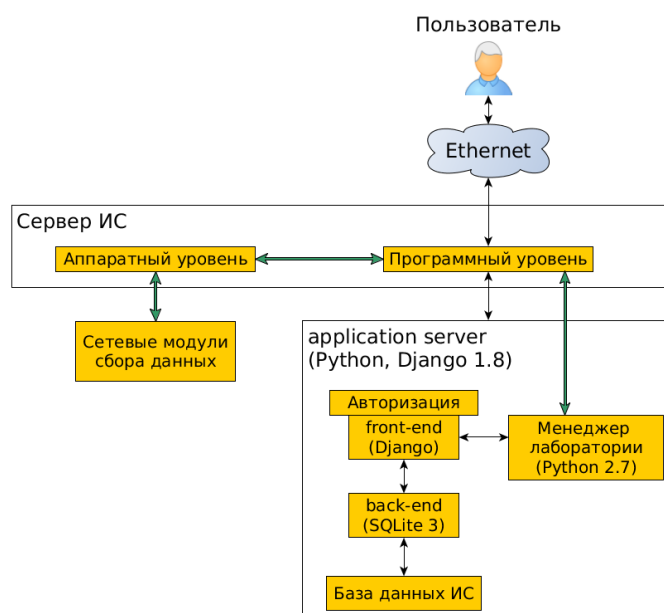 Пользователь
Ethernet
Сервер ИС
Аппаратный уровень
Программный уровень
Сетевые модули
сбора данных
application server
(Python, Django 1.8)
Авторизация
front-end
(Django)
Менеджер
лаборатории
(Python 2.7)
back-end
(SQLite 3)
База данных ИС